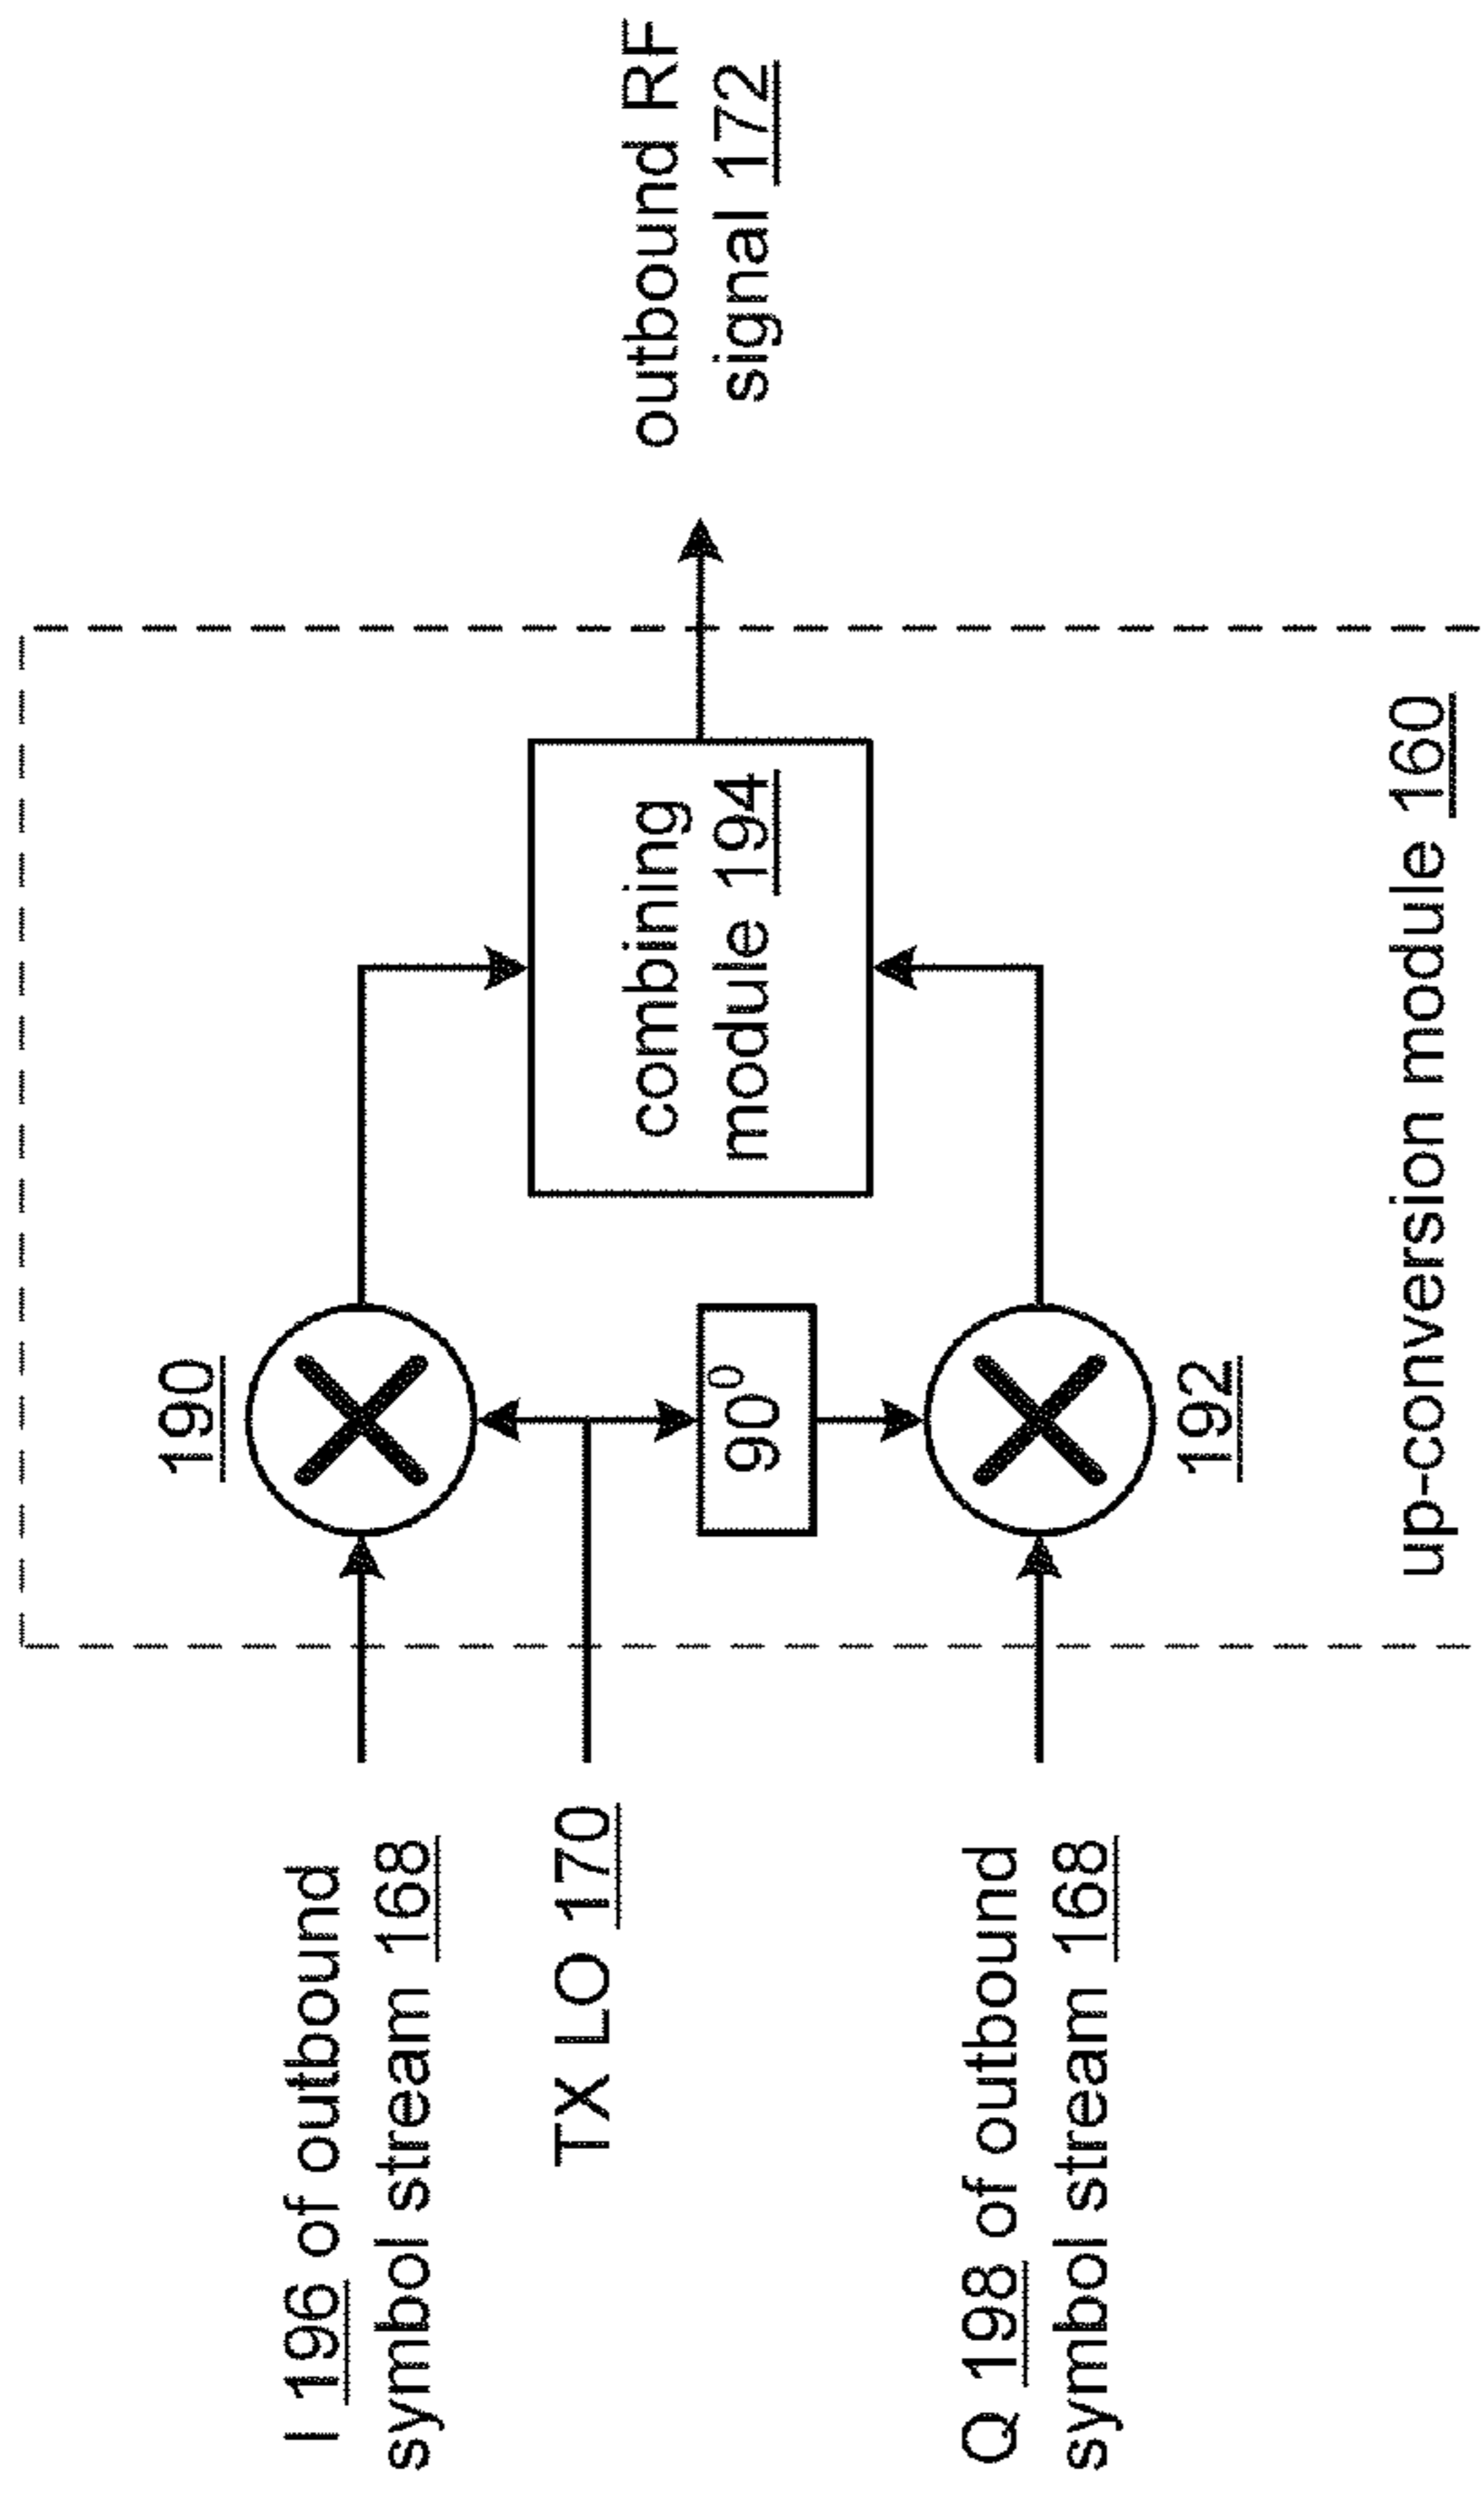 I 196 of outbound
symbol stream 168
TX LO 170
Q 198 of outbound
symbol stream 168
190
90⁰
192
combining
module 194
up-conversion module 160
outbound RF
signal 172